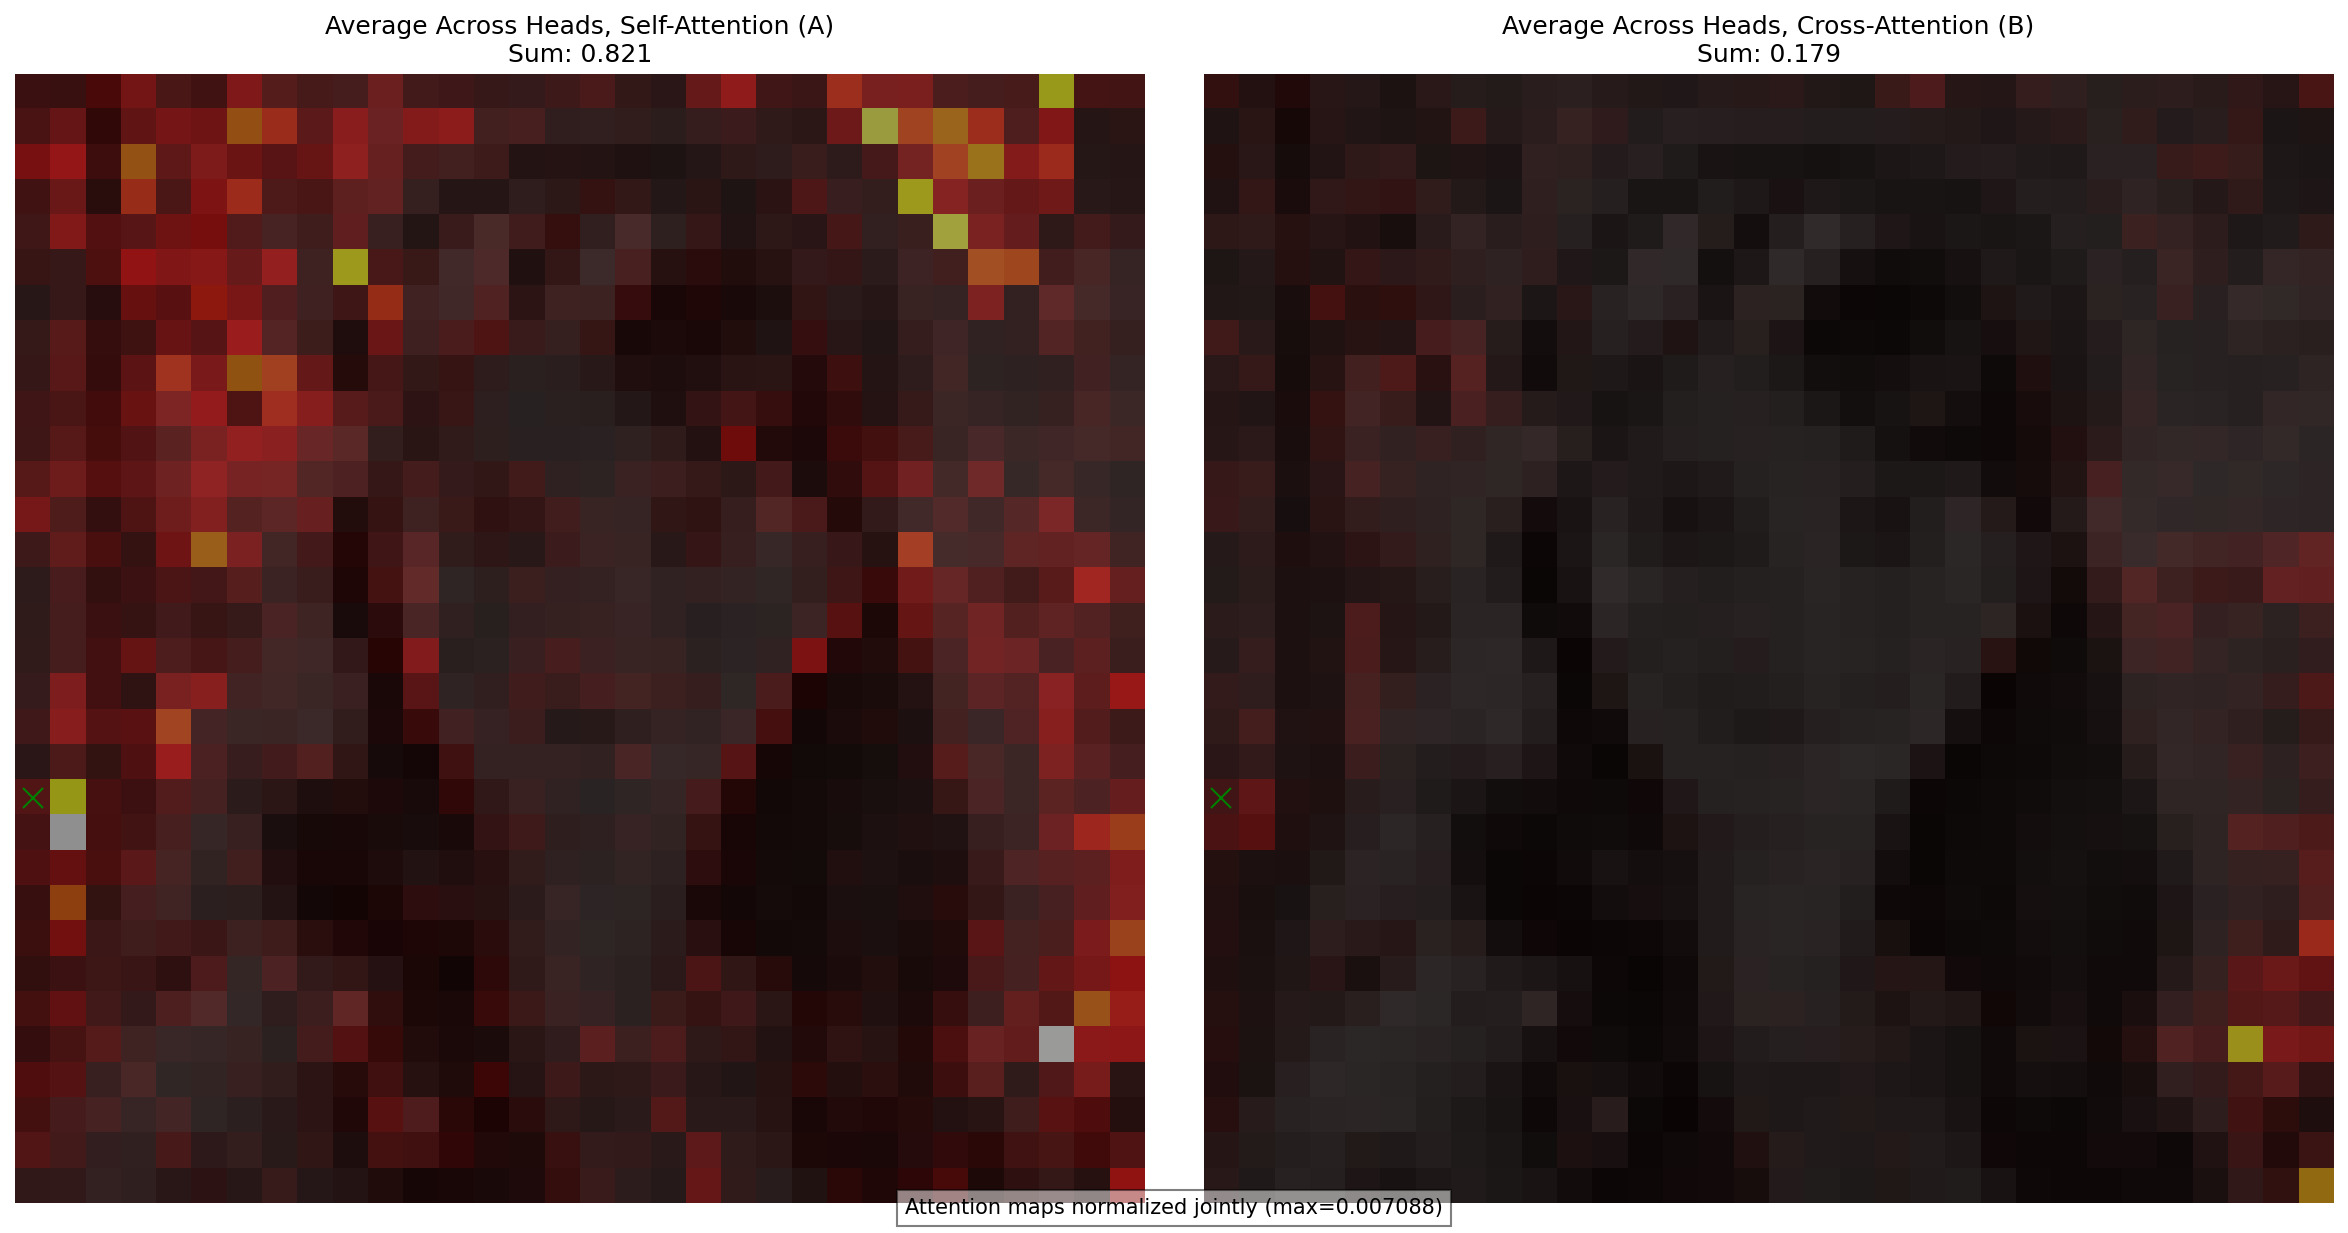 Average Across Heads, Self-Attention (A)
Sum: 0.821
Average Across Heads, Cross-Attention (B)
Sum: 0.179
Attention maps normalized jointly (max=0.007088)